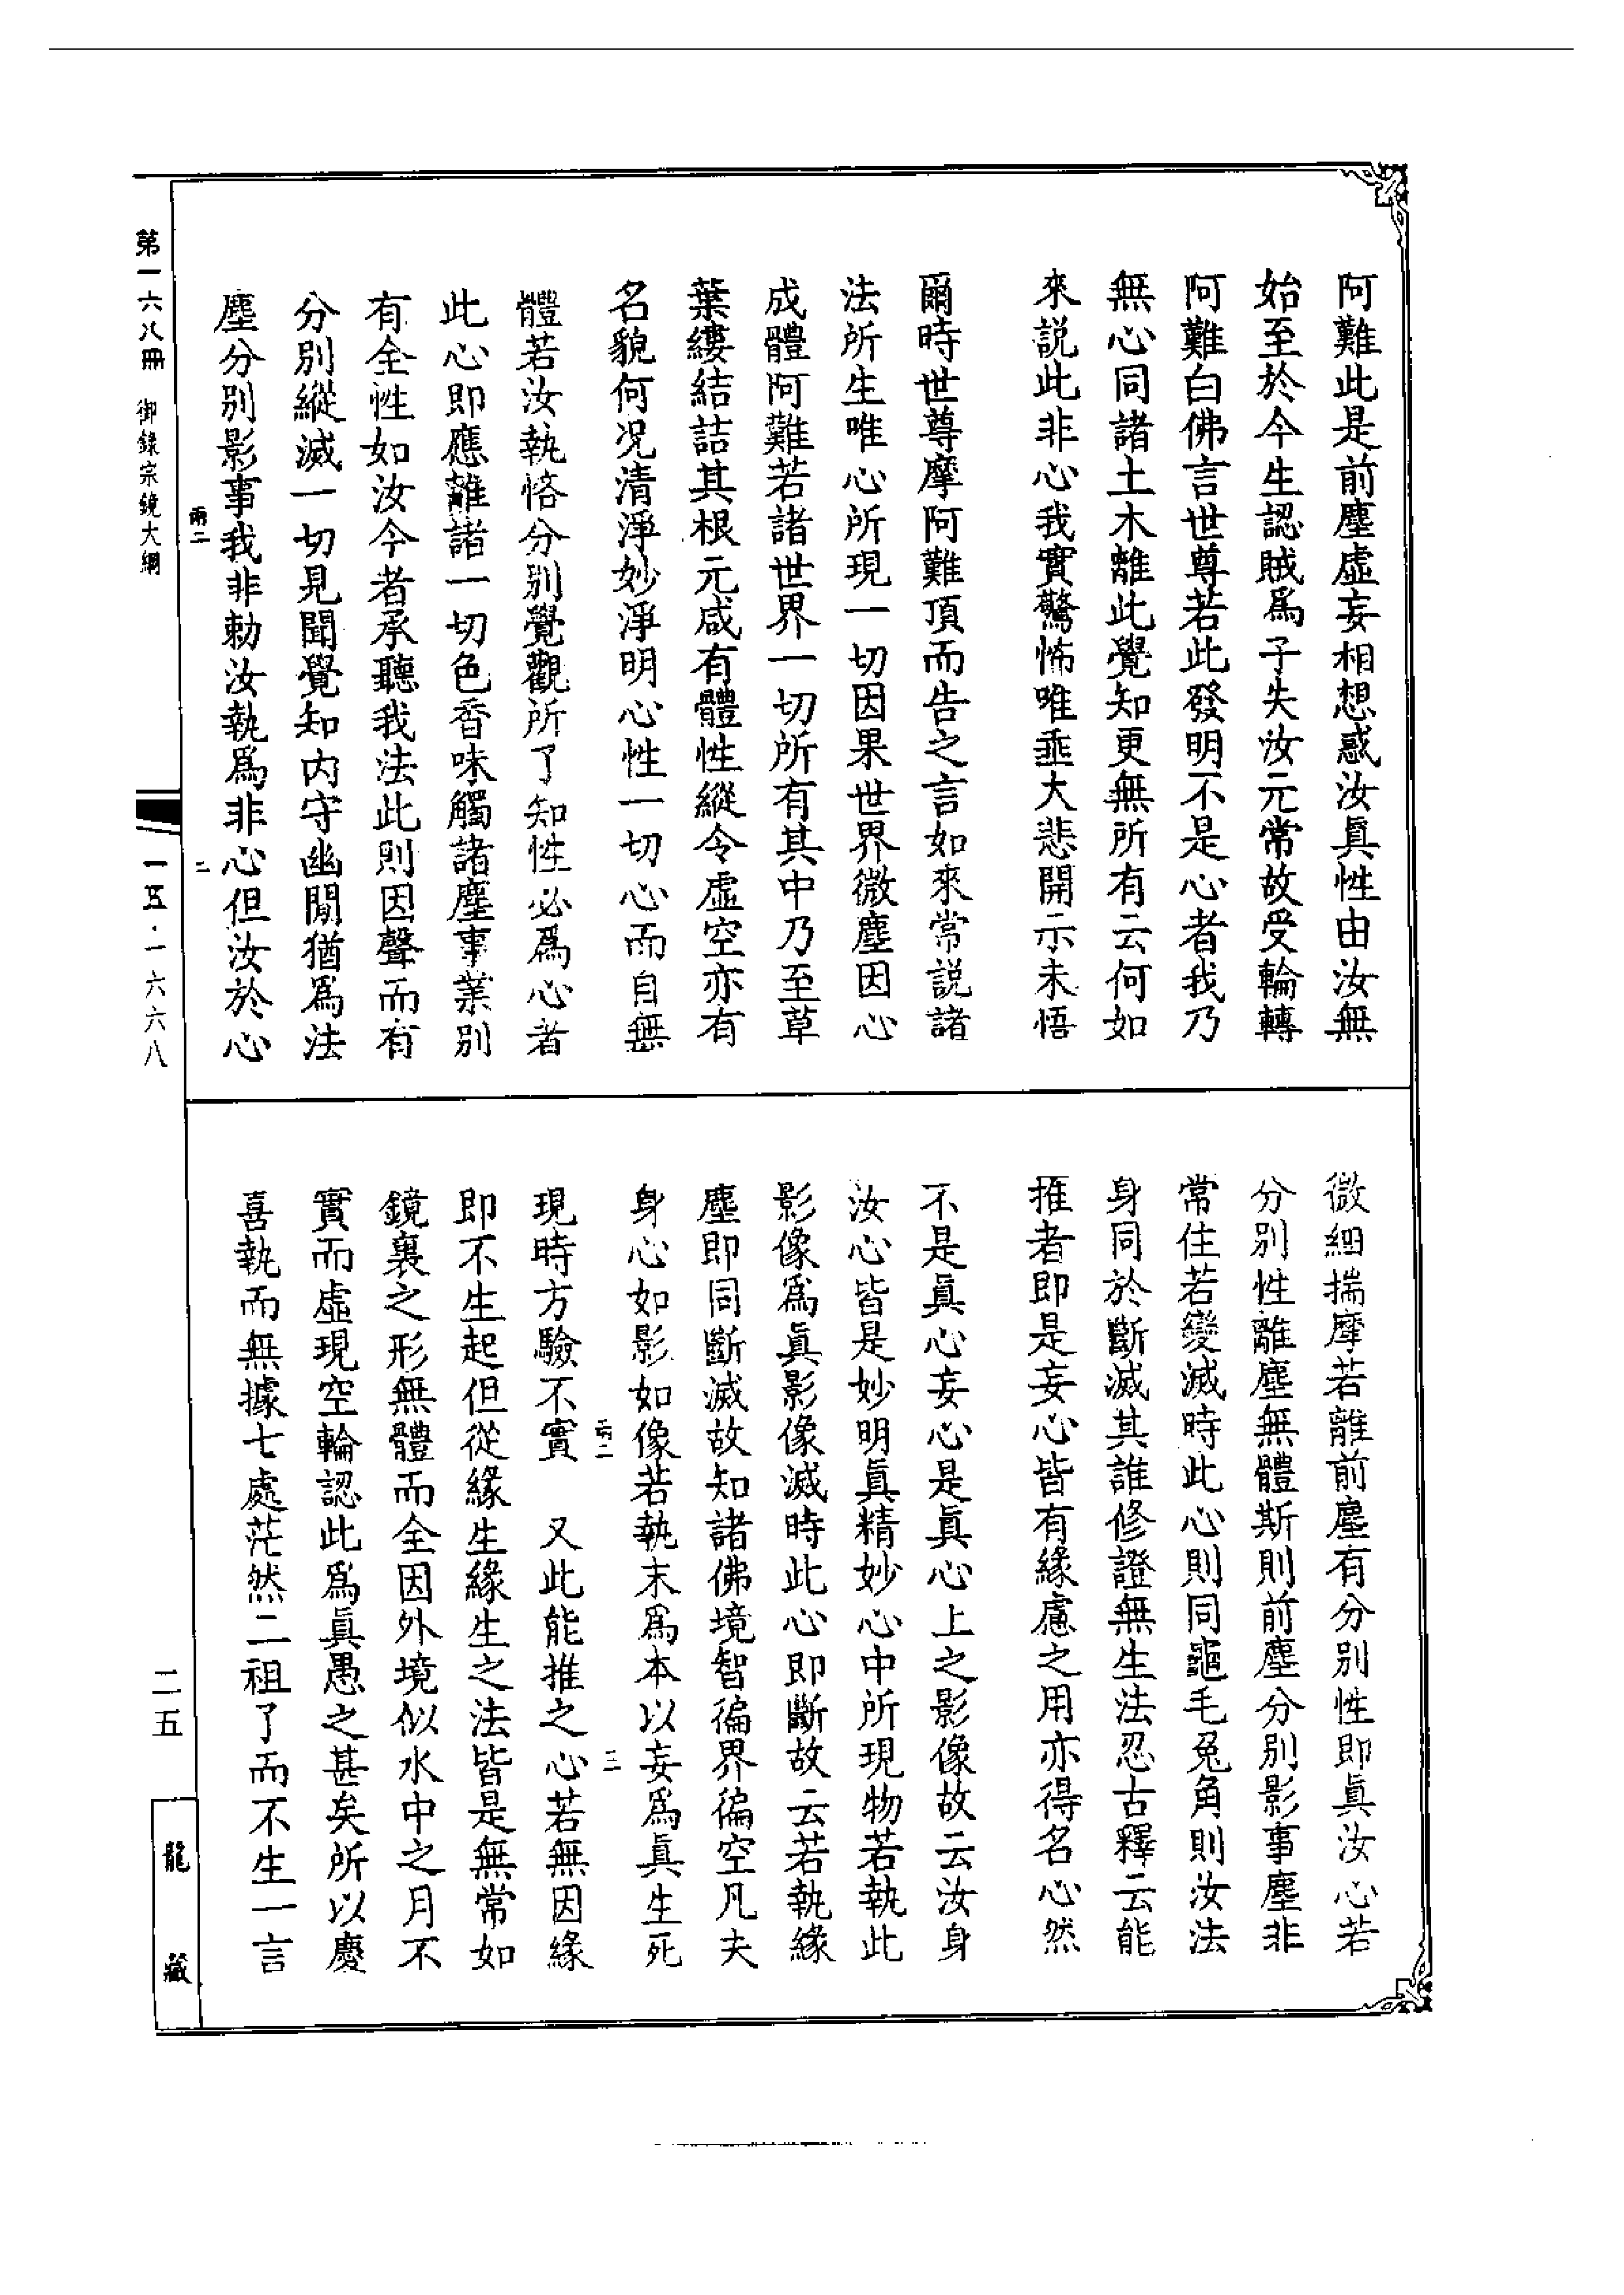 阿難此是前塵虛妄相想惑汝眞性由汝無
始至於今生認賊爲子失汝元常故受輪轉
阿難白佛言世尊若此發明不是心者我乃
無心同諸土木離此覺知更無所有云何如
來説此非心我實驚怖唯垂大悲開示未悟
爾時世尊摩阿難頂而告之言如來常説諸
法所生唯心所現一切因果世界微塵因心
成體阿難若諸世界一切所有其中乃至草
葉縷結詰其根元咸有體性縱令虛空亦有
名貌何况清淨妙淨明心性一切心而自無
體若汝執悋分別覺觀所了知性必爲心者
此心即應離諸一切色香味觸諸塵事業別
有全性如汝今者承聽我法此則因聲而有
分別縱滅一切見聞覺知内守幽閒猶爲法
塵分別影事我非勅汝執爲非心但汝於心
微細揣摩若離前塵有分別性即眞汝心若
分別性離塵無體斯則前塵分別影事塵非
常住若變滅時此心則同龜毛兔角則汝法
身同於斷滅其誰修證無生法忍古釋云能
推者即是妄心皆有緣慮之用亦得名心然
不是眞心妄心是眞心上之影像故云汝身
汝心皆是妙明眞精妙心中所現物若執此
影像爲眞影像滅時此心即斷故云若執緣
塵即同斷滅故知諸佛境智徧界徧空凡夫
身心如影如像若執末爲本以妄爲眞生死
現時方驗不實　又此能推之心若無因緣
即不生起但從緣生緣生之法皆是無常如
鏡裏之形無體而全因外境似水中之月不
實而虛現空輪認此爲眞愚之甚矣所以慶
喜執而無據七處茫然二祖了而不生一言
第一六八冊　御錄宗鏡大綱
兩二
二
兩二
三
一五·一六六八
二五
龍藏